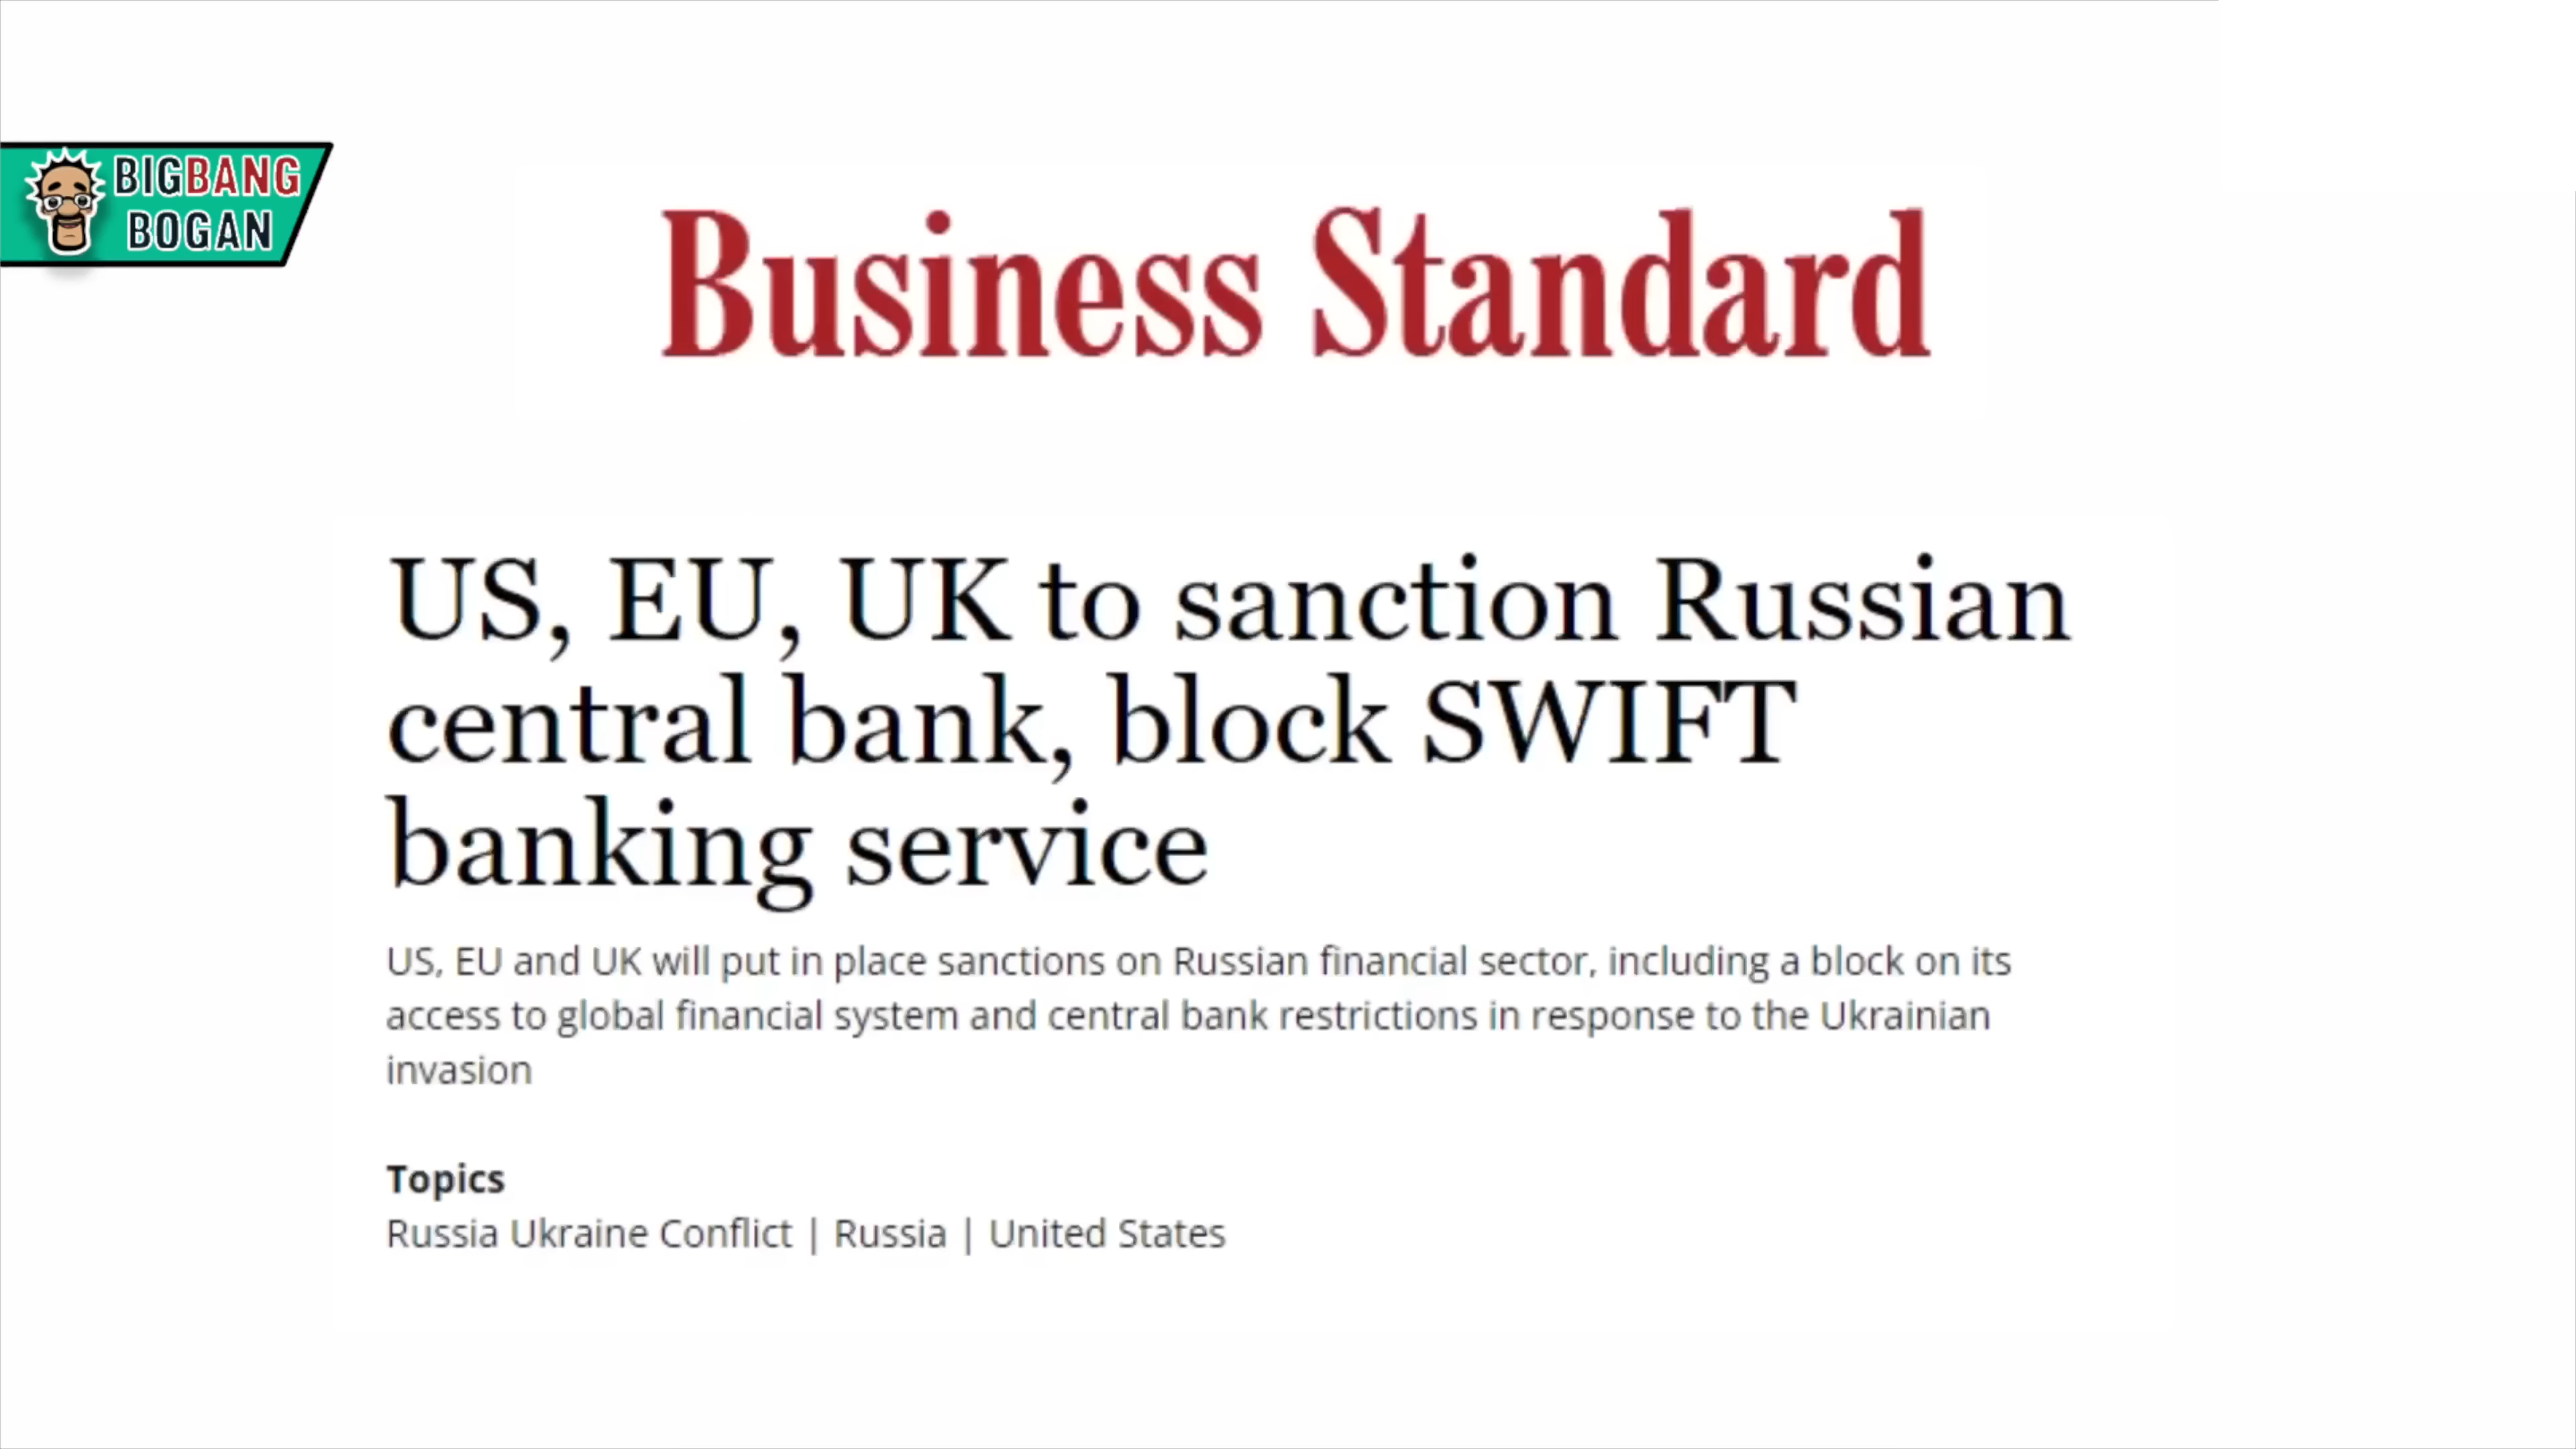 BIGBANG
BOGAN
Business Standard
US, EU, UK to sanction Russian
central bank, block SWIFT
banking service
US, EU and UK will put in place sanctions on Russian financial sector, including a block on its
access to global financial system and central bank restrictions in response to the Ukrainian
invasion
Topics
Russia Ukraine Conflict | Russia | United States